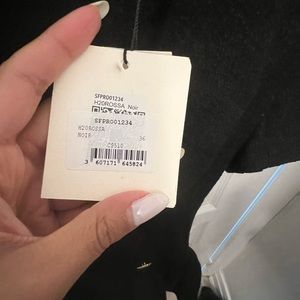 SFPRO01234
H20ROSSA Noir
SFPRO01234
H20ROSSA
NOIR 36
C9510
3 607171 645824